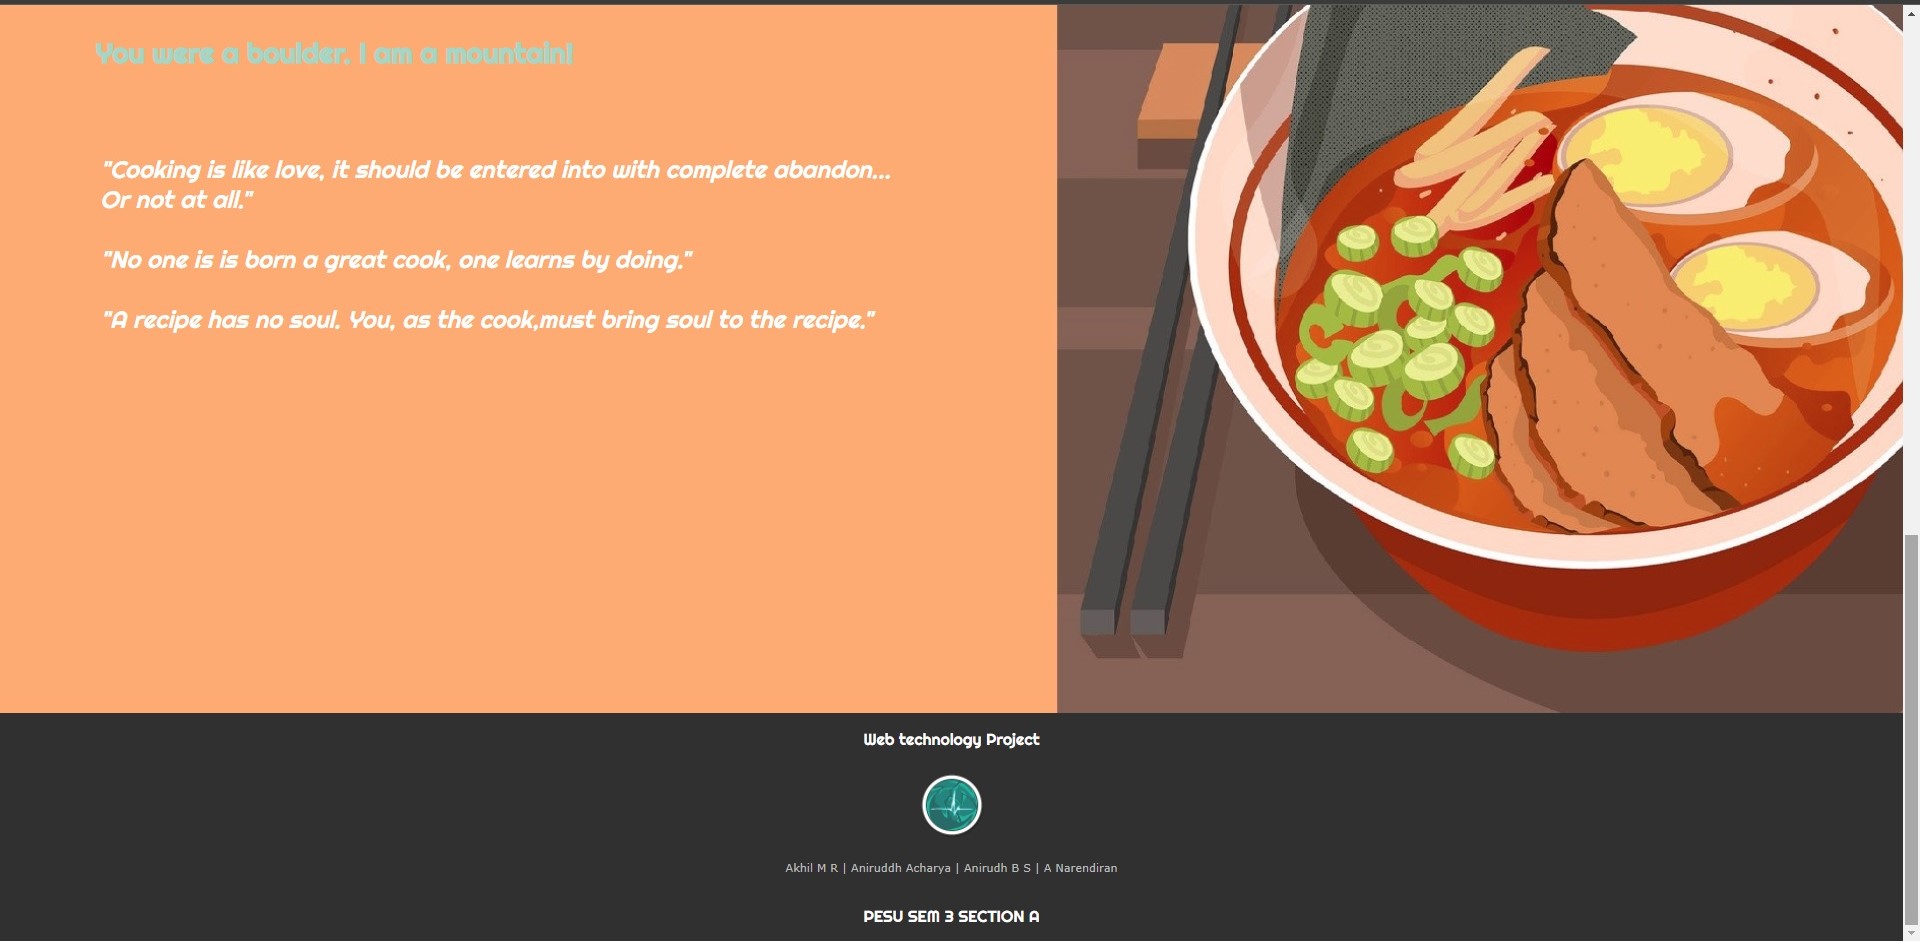 You were a boulder. I am a mountain!
"Cooking is like love, it should be entered into with complete abandon...
Or not at all."
"No one is is born a great cook, one learns by doing."
"A recipe has no soul. You, as the cook,must bring soul to the recipe."
Web technology Project
Akhil M R | Aniruddh Acharya | Anirudh B S | A Narendiran
PESU SEM 3 SECTION A